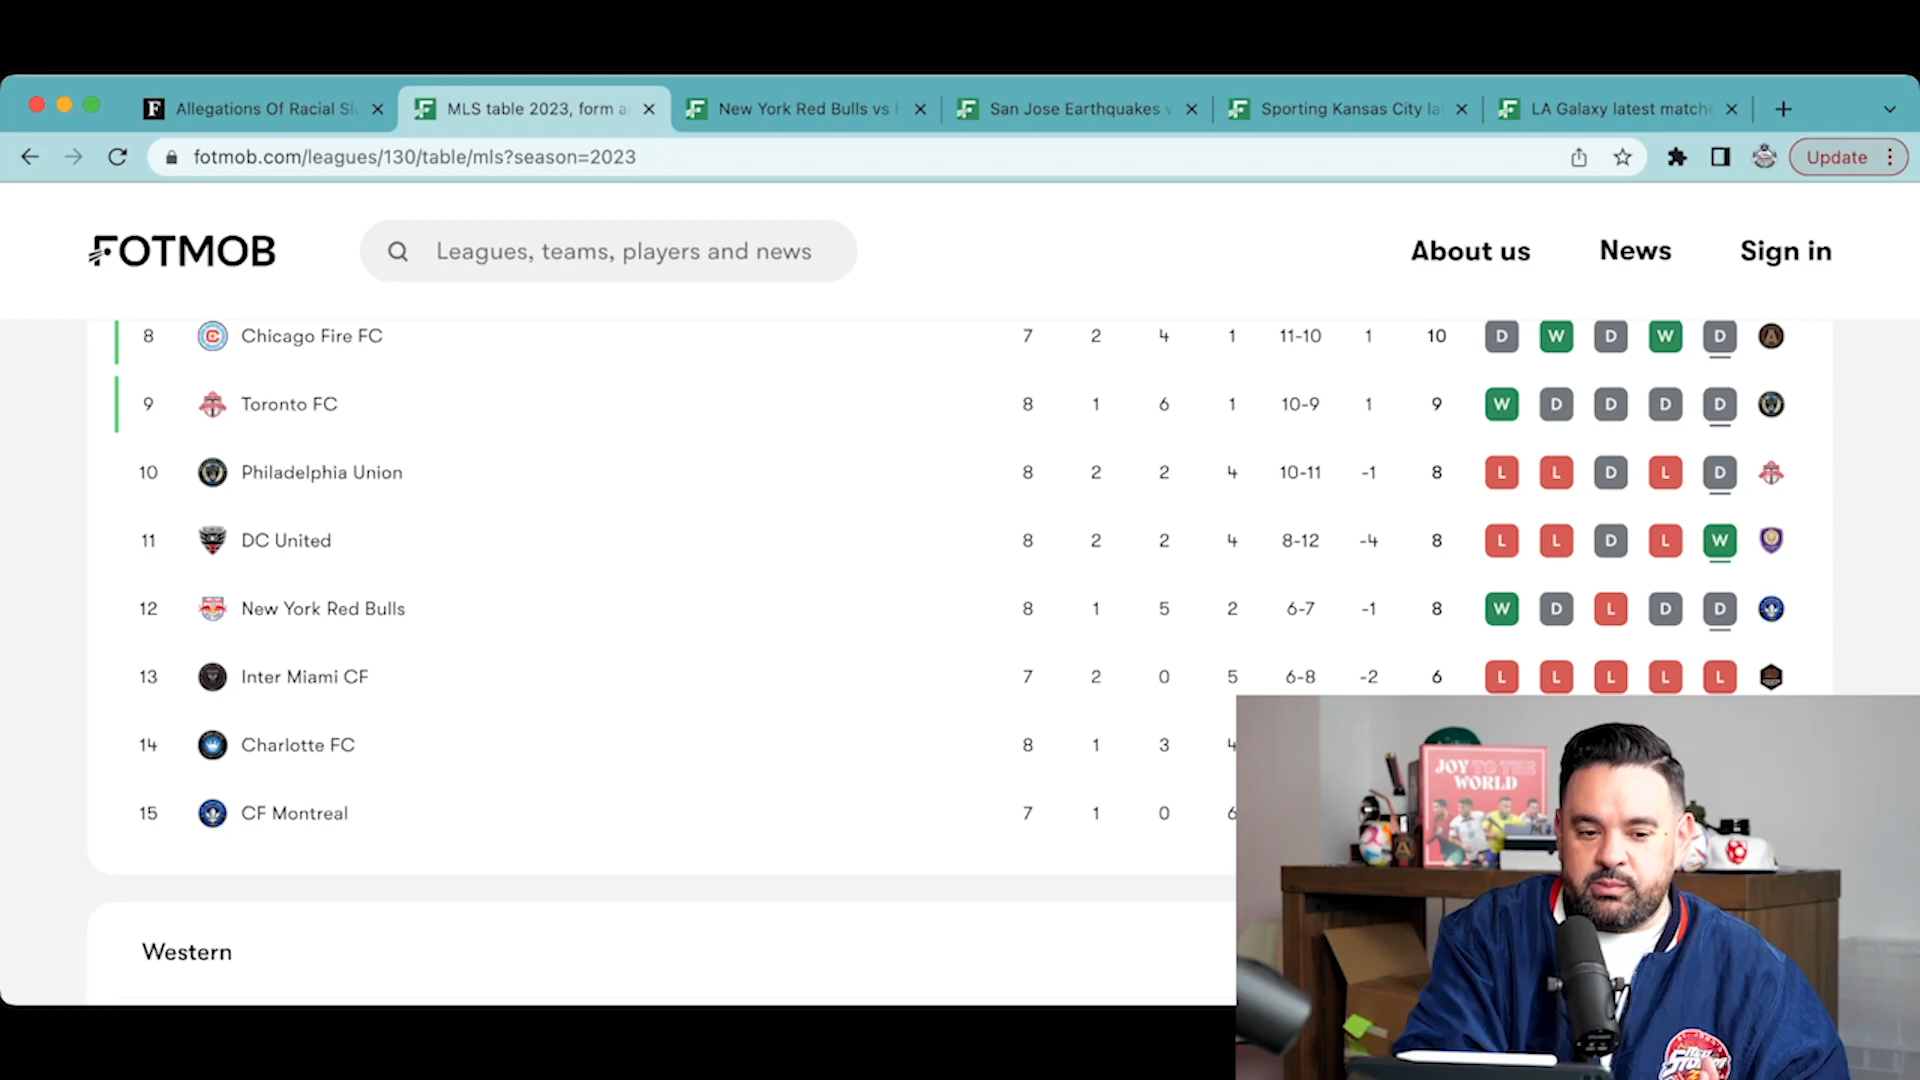 Allegations Of Racial Sl
MLS table 2023, form a
New York Red Bulls vs
San Jose Earthquakes v
Sporting Kansas City lat
LA Galaxy latest matche
fotmob.com/leagues/130/table/mls?season=2023
Update
FOTMOB
Leagues, teams, players and news
About us
News
Sign in
8 Chicago Fire FC 7 2 4 1 11-10 1 10 D W D W D
9 Toronto FC 8 1 6 1 10-9 1 9 W D D D D
10 Philadelphia Union 8 2 2 4 10-11 -1 8 L L D L D
11 DC United 8 2 2 4 8-12 -4 8 L L D L W
12 New York Red Bulls 8 1 5 2 6-7 -1 8 W D L D D
13 Inter Miami CF 7 2 0 5 6-8 -2 6 L L L L L
14 Charlotte FC 8 1 3 4
15 CF Montreal 7 1 0 6
Western
JOY TO THE
WORLD